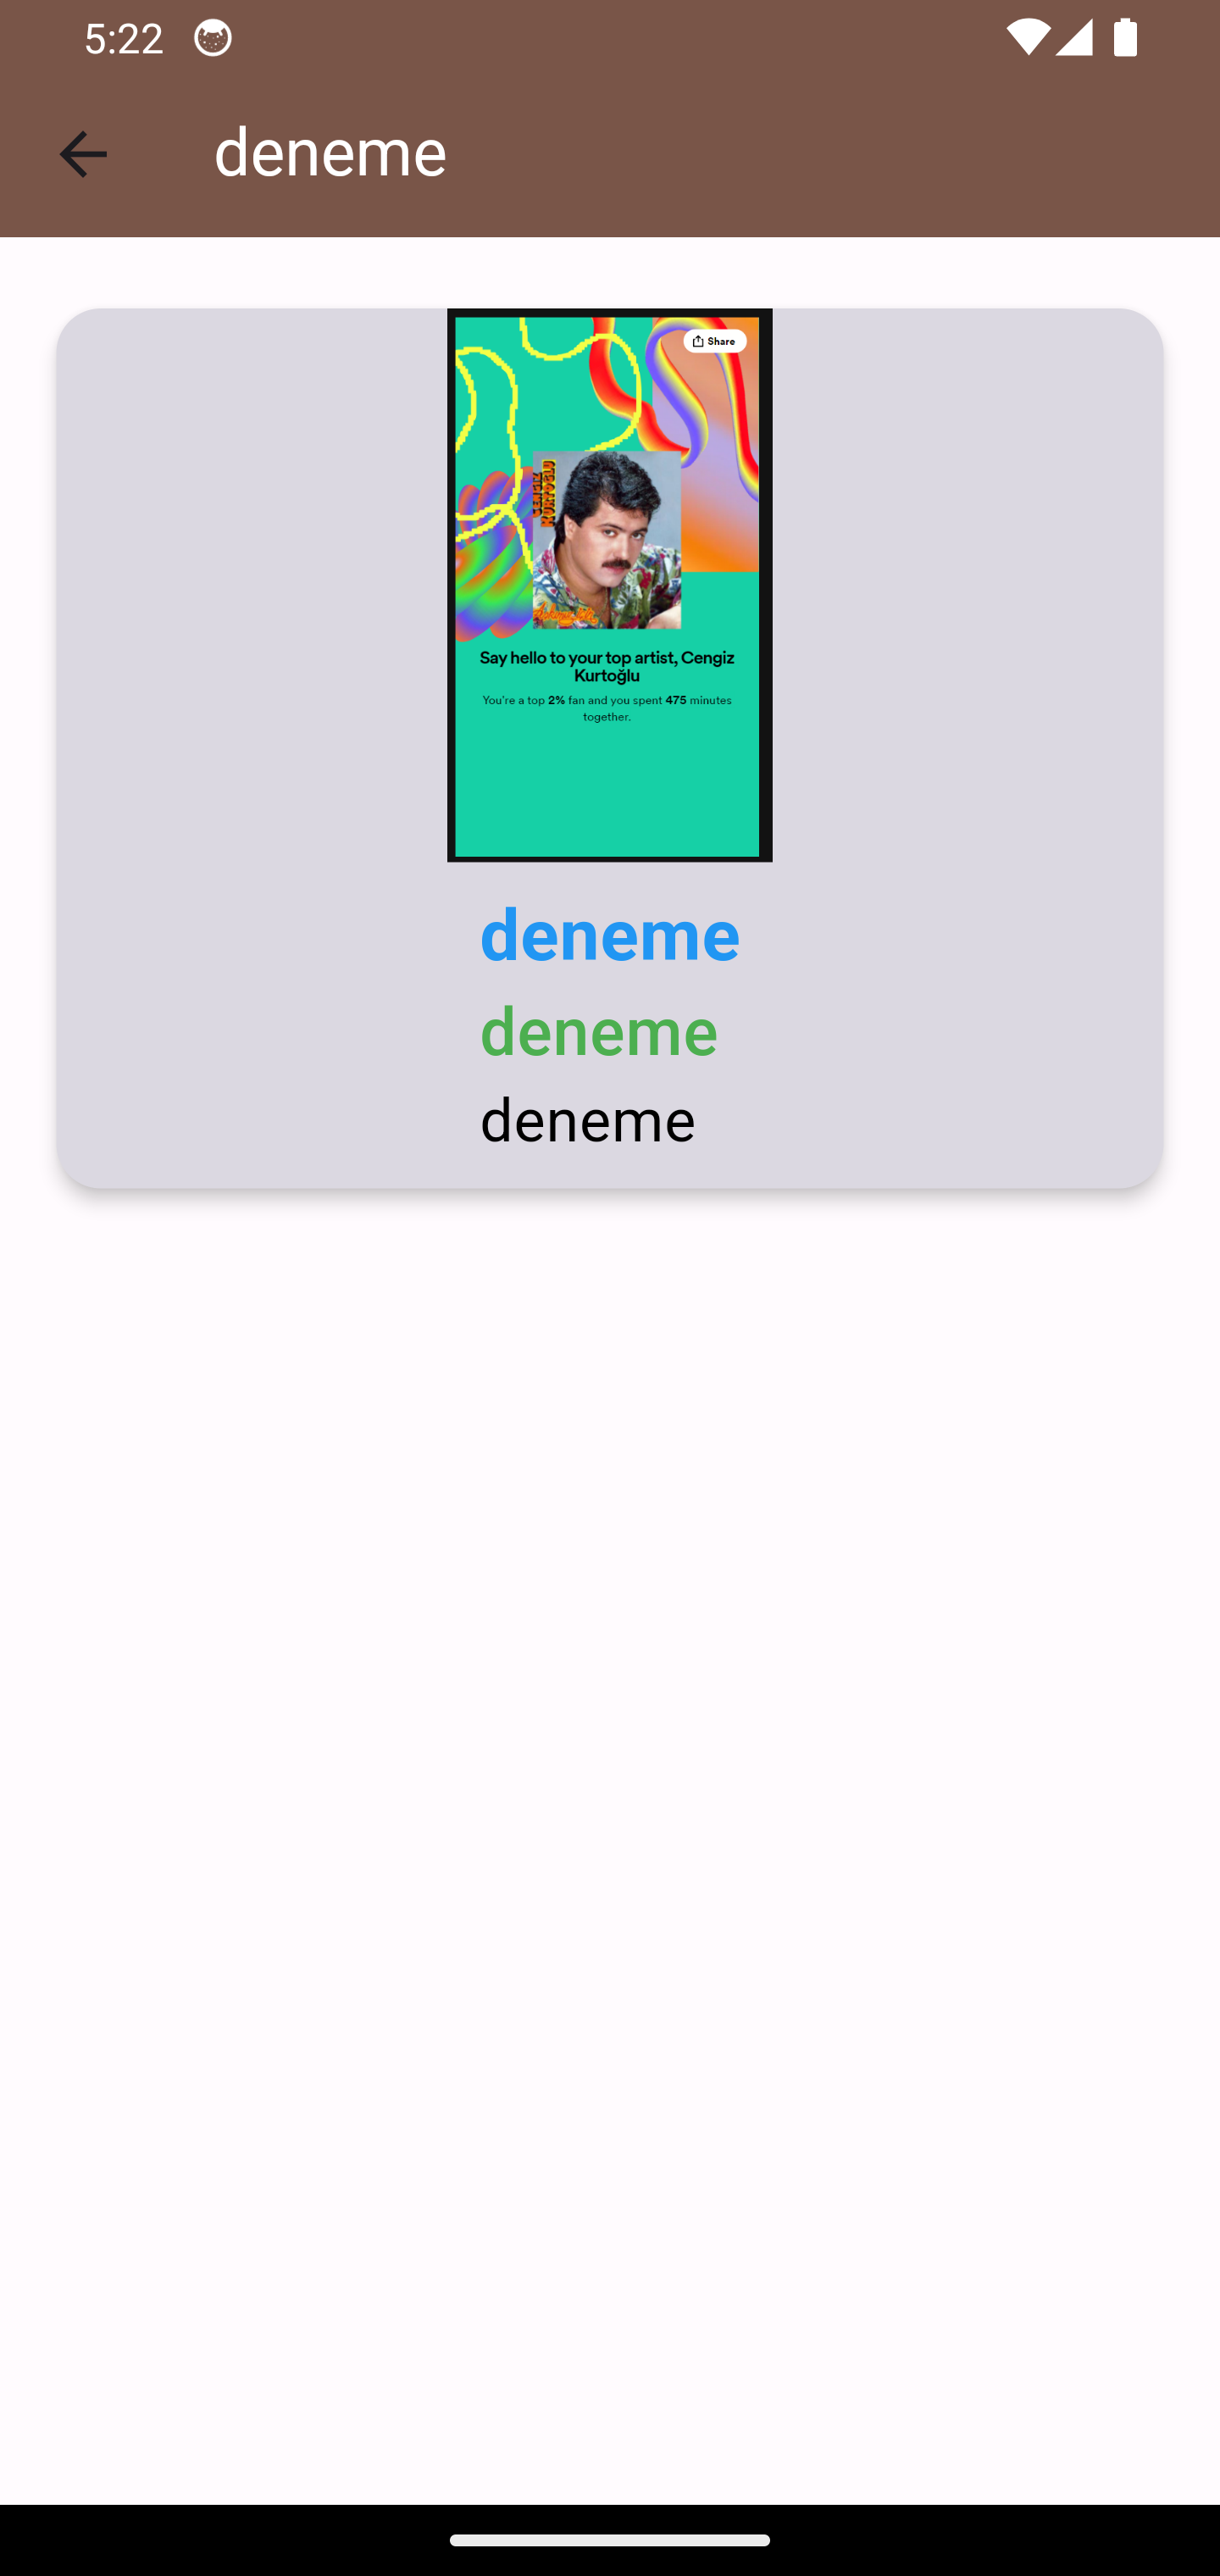 5:22
deneme
Share
CENGİZ
KURTOĞLU
Say hello to your top artist, Cengiz
Kurtoğlu
You're a top 2% fan and you spent 475 minutes
together.
deneme
deneme
deneme